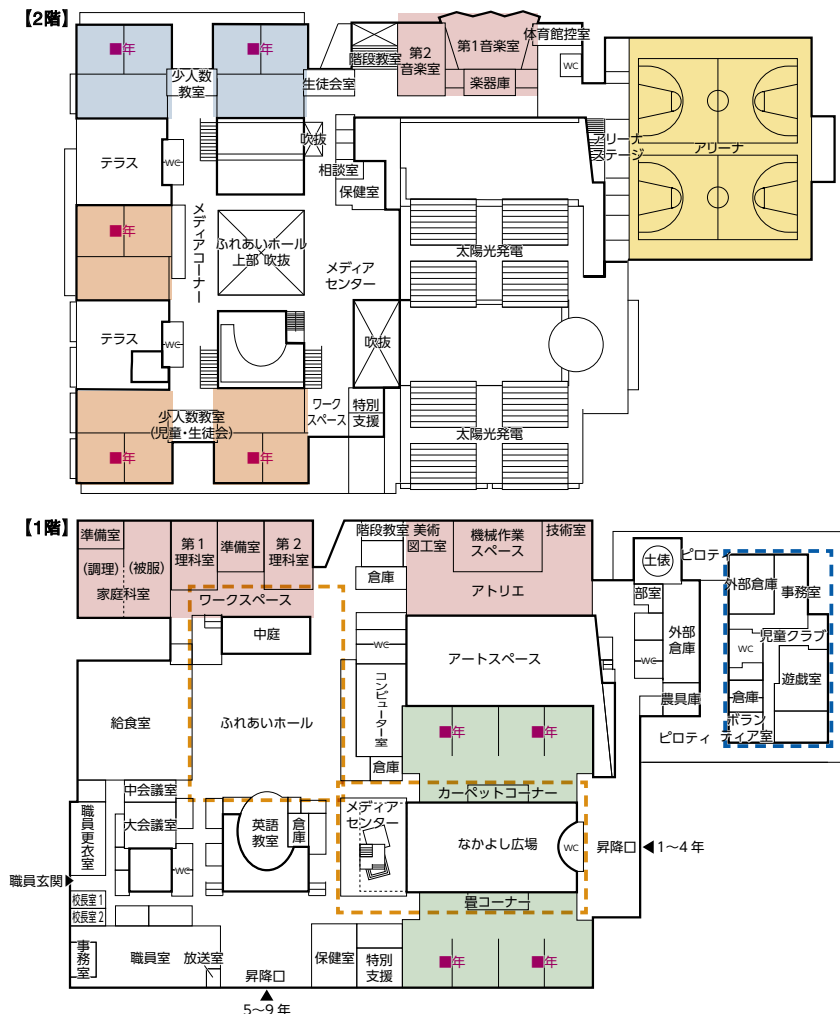 【2階】
■年
■年
少人数
教室
生徒会室
階段教室
第2
音楽室
第1音楽室
楽器庫
体育館控室
WC
アリーナ
ステージ
アリーナ
テラス
WC
吹抜
相談室
保健室
■年
メディアコーナー
ふれあいホール
上部 吹抜
メディア
センター
太陽光発電
テラス
WC
吹抜
少人数教室
(児童・生徒会)
■年
■年
ワーク
スペース
特別
支援
太陽光発電
【1階】
準備室
(調理)
(被服)
家庭科室
第1
理科室
準備室
第2
理科室
ワークスペース
階段教室
倉庫
美術
図工室
機械作業
スペース
技術室
アトリエ
土俵
ピロティ
部室
外部
倉庫
WC
農具庫
ピロティ
外部倉庫
事務室
児童クラブ
WC
遊戯室
倉庫
ボラン
ティア室
中庭
WC
アートスペース
コンピューター室
給食室
ふれあいホール
■年
■年
倉庫
カーペットコーナー
中会議室
職員更衣室
大会議室
WC
英語
教室
倉庫
メディア
センター
なかよし広場
WC
昇降口
◀1〜4年
職員玄関▶
校長室1
校長室2
畳コーナー
事務室
職員室
放送室
昇降口
▲
5〜9年
保健室
特別
支援
■年
■年